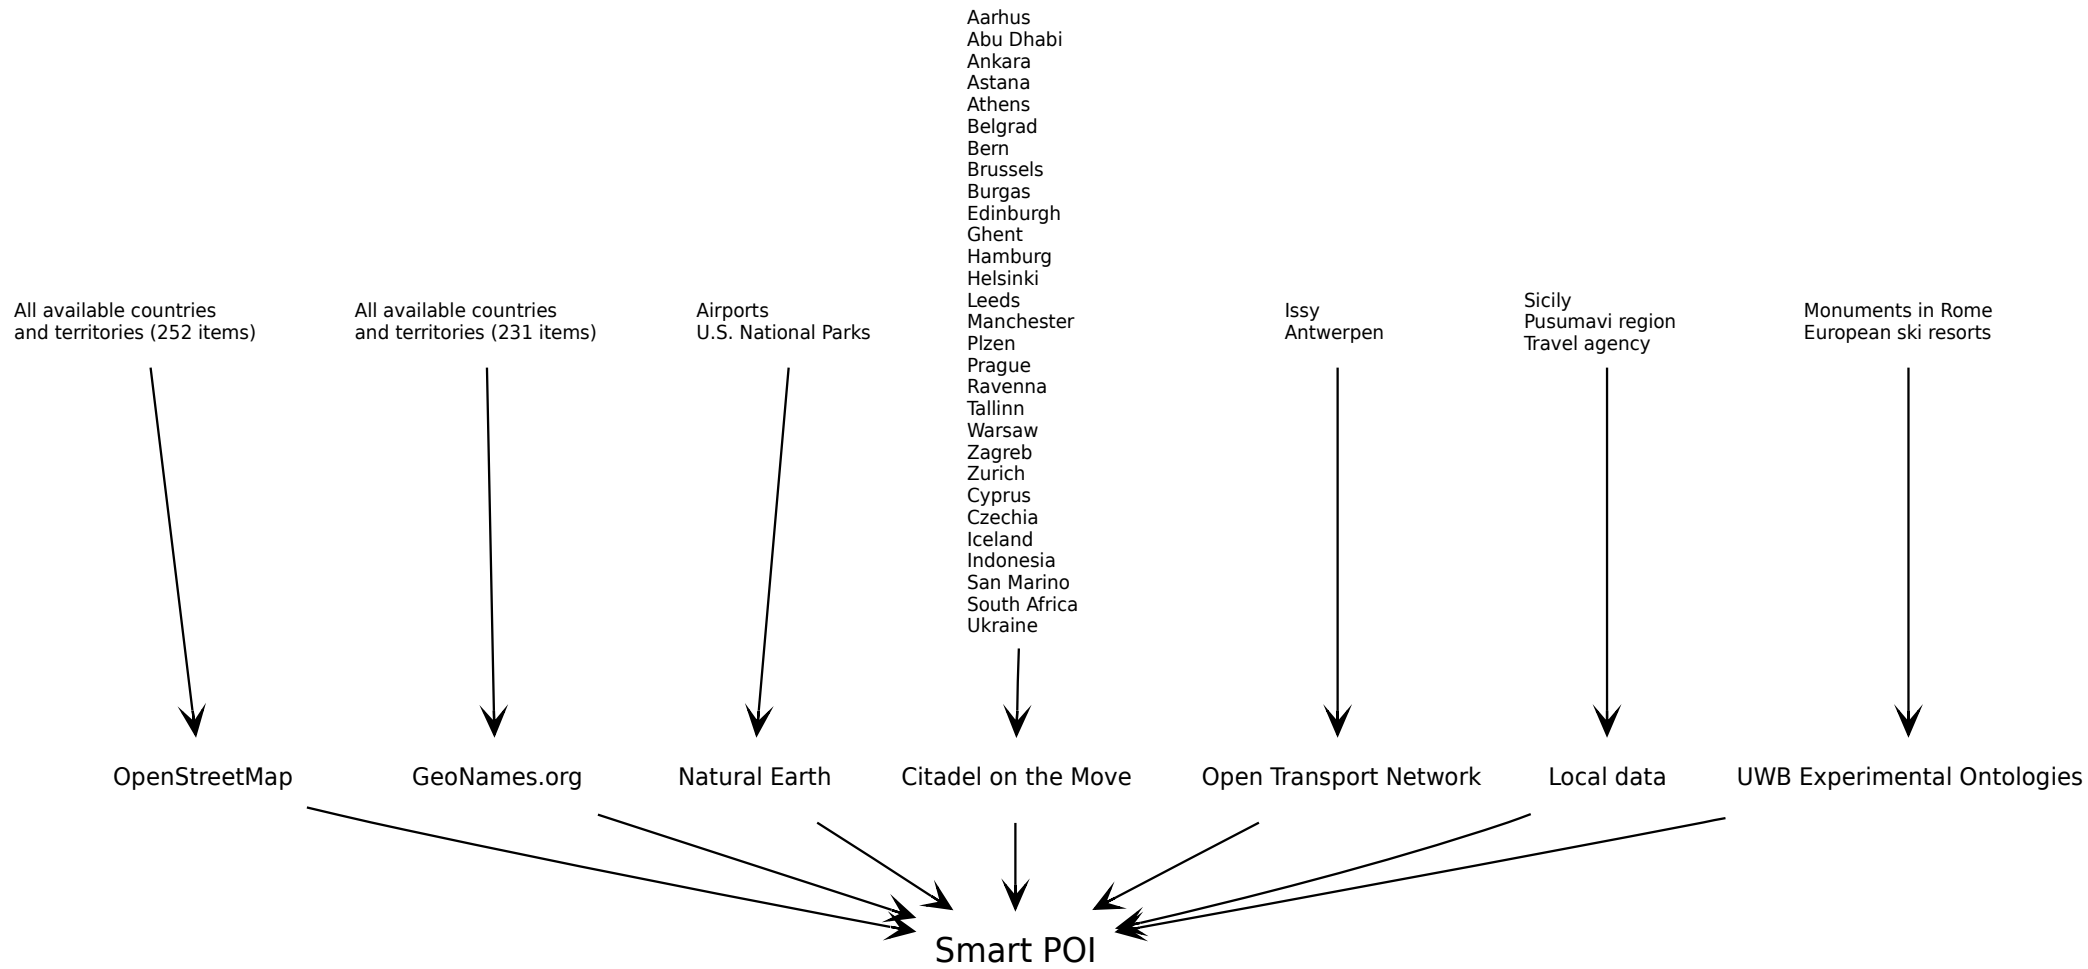 All available countries
and territories (252 items)
All available countries
and territories (231 items)
Airports
U.S. National Parks
Aarhus
Abu Dhabi
Ankara
Astana
Athens
Belgrad
Bern
Brussels
Burgas
Edinburgh
Ghent
Hamburg
Helsinki
Leeds
Manchester
Plzen
Prague
Ravenna
Tallinn
Warsaw
Zagreb
Zurich
Cyprus
Czechia
Iceland
Indonesia
San Marino
South Africa
Ukraine
Issy
Antwerpen
Sicily
Pusumavi region
Travel agency
Monuments in Rome
European ski resorts
OpenStreetMap
GeoNames.org
Natural Earth
Citadel on the Move
Open Transport Network
Local data
UWB Experimental Ontologies
Smart POI